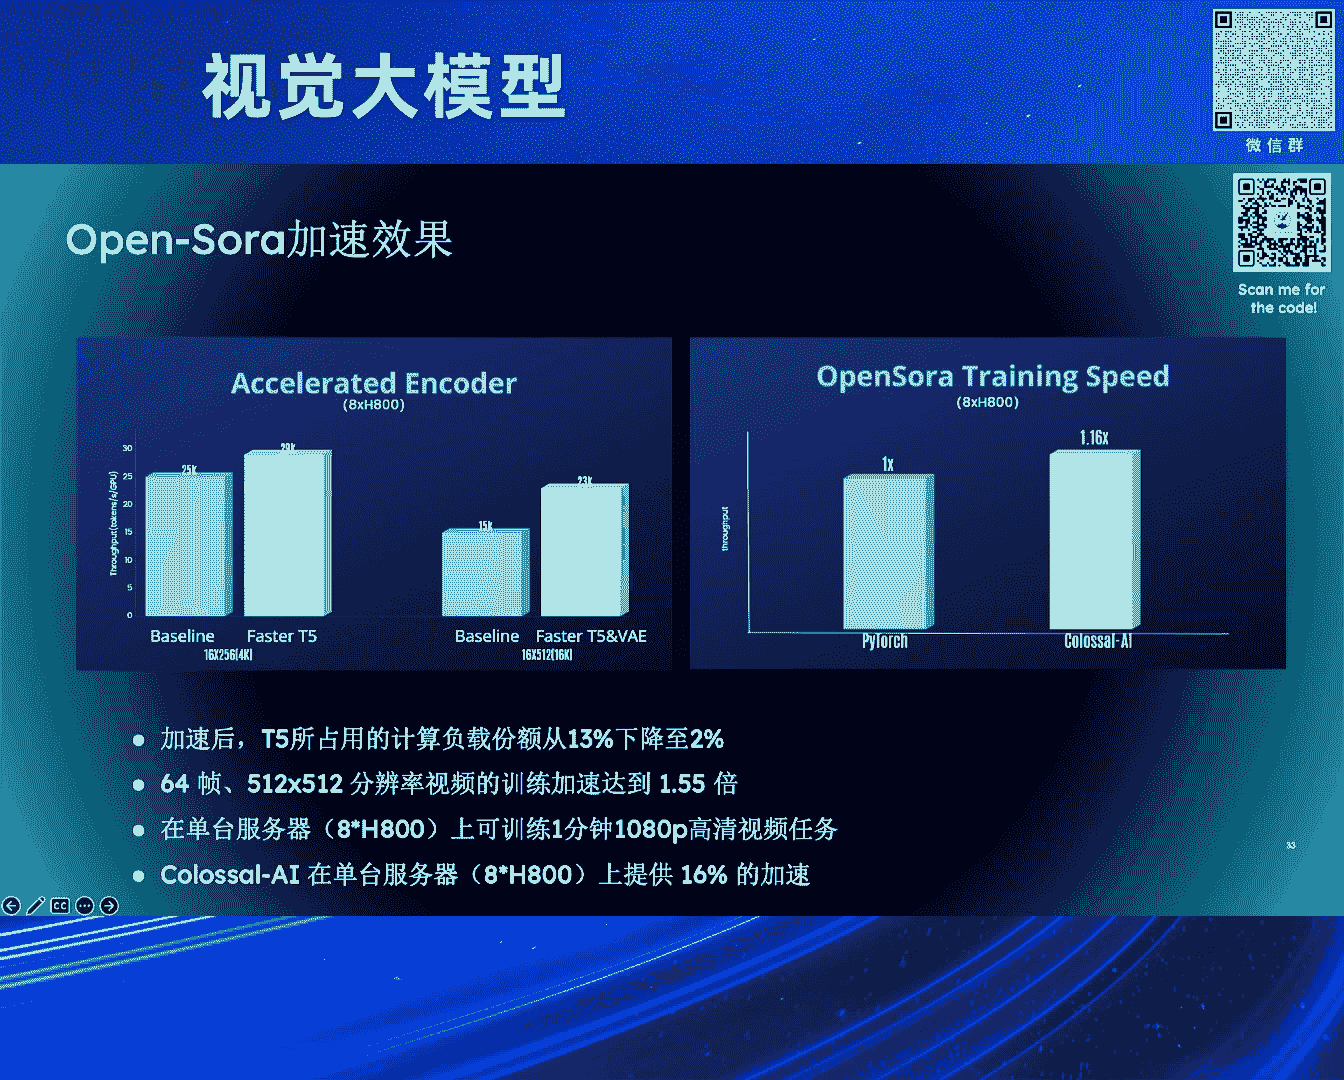 视觉大模型
微信群
Open-Sora加速效果
Scan me for
the code!
Accelerated Encoder
(8xH800)
Throughput(tokens/s/GPU)
30
25
20
15
10
5
0
25K
29K
15K
23K
Baseline
Faster T5
Baseline
Faster T5&VAE
16X256(4K)
16X512(16K)
OpenSora Training Speed
(8xH800)
throughput
1x
1.16x
PyTorch
Colossal-AI
加速后，T5所占用的计算负载份额从13%下降至2%
64 帧、512x512 分辨率视频的训练加速达到 1.55 倍
在单台服务器（8*H800）上可训练1分钟1080p高清视频任务
Colossal-AI 在单台服务器（8*H800）上提供 16% 的加速
33
CC